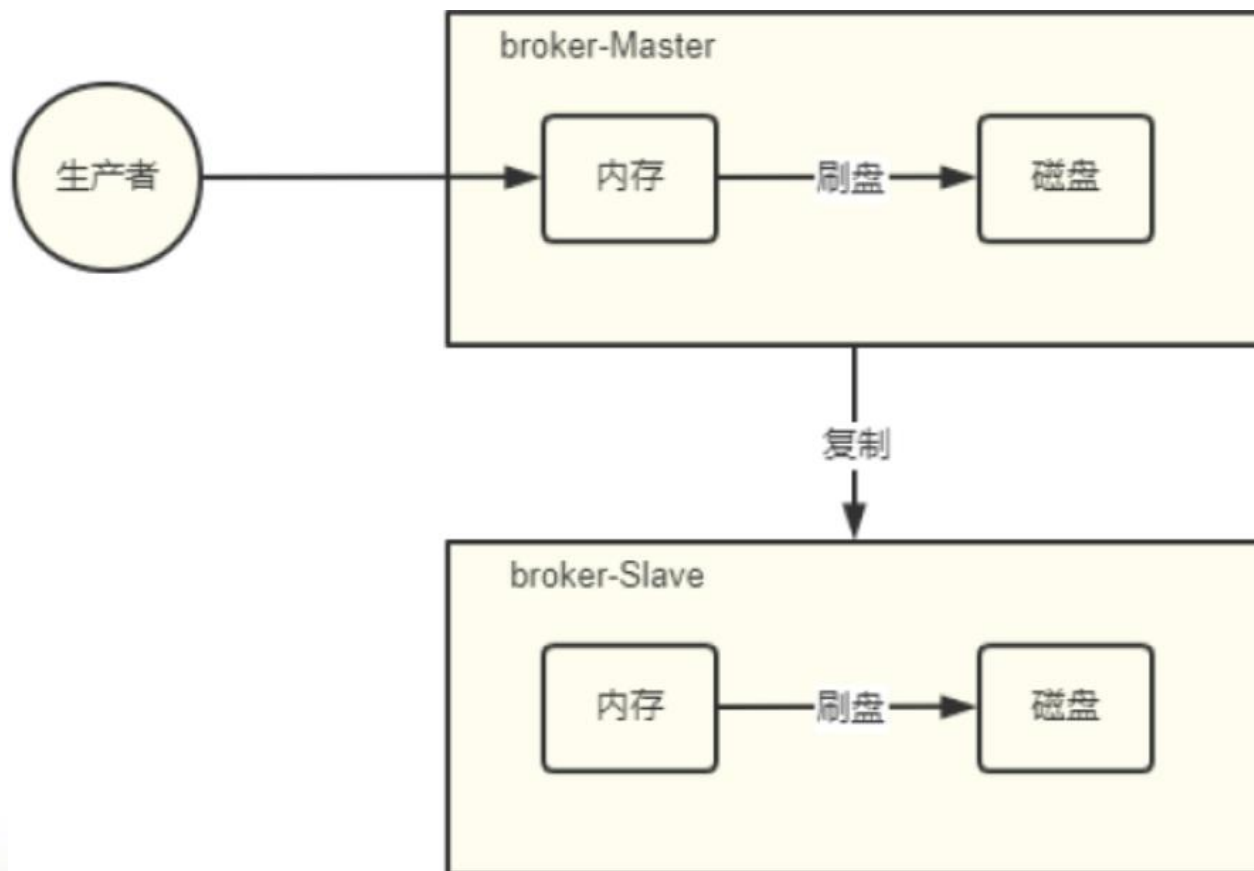 broker-Master
生产者
内存
刷盘
磁盘
复制
broker-Slave
内存
刷盘
磁盘